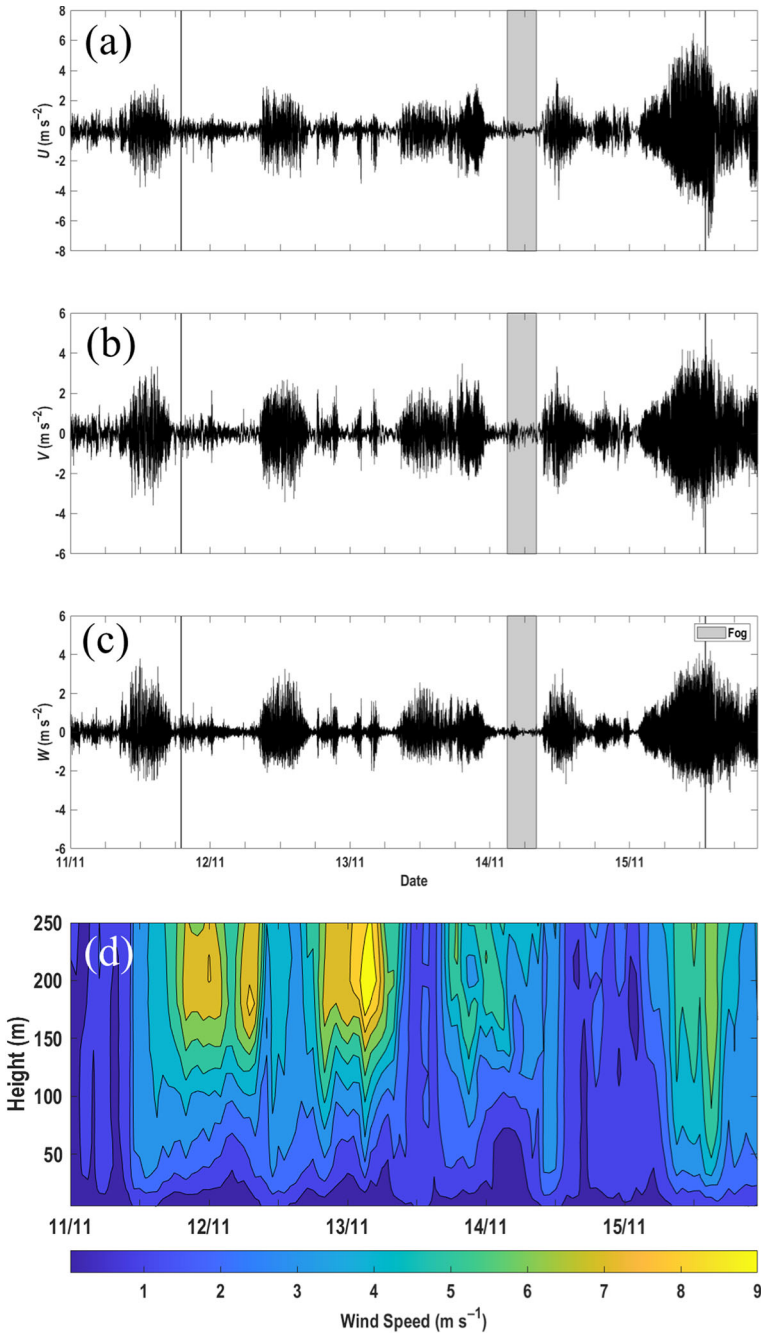 (a)
8
6
4
2
0
-2
-4
-6
-8
U (m s⁻²)
(b)
6
4
2
0
-2
-4
-6
V (m s⁻²)
(c)
Fog
6
4
2
0
-2
-4
-6
W (m s⁻²)
11/11 12/11 13/11 14/11 15/11
Date
(d)
250
200
150
100
50
Height (m)
11/11 12/11 13/11 14/11 15/11
1 2 3 4 5 6 7 8 9
Wind Speed (m s⁻¹)